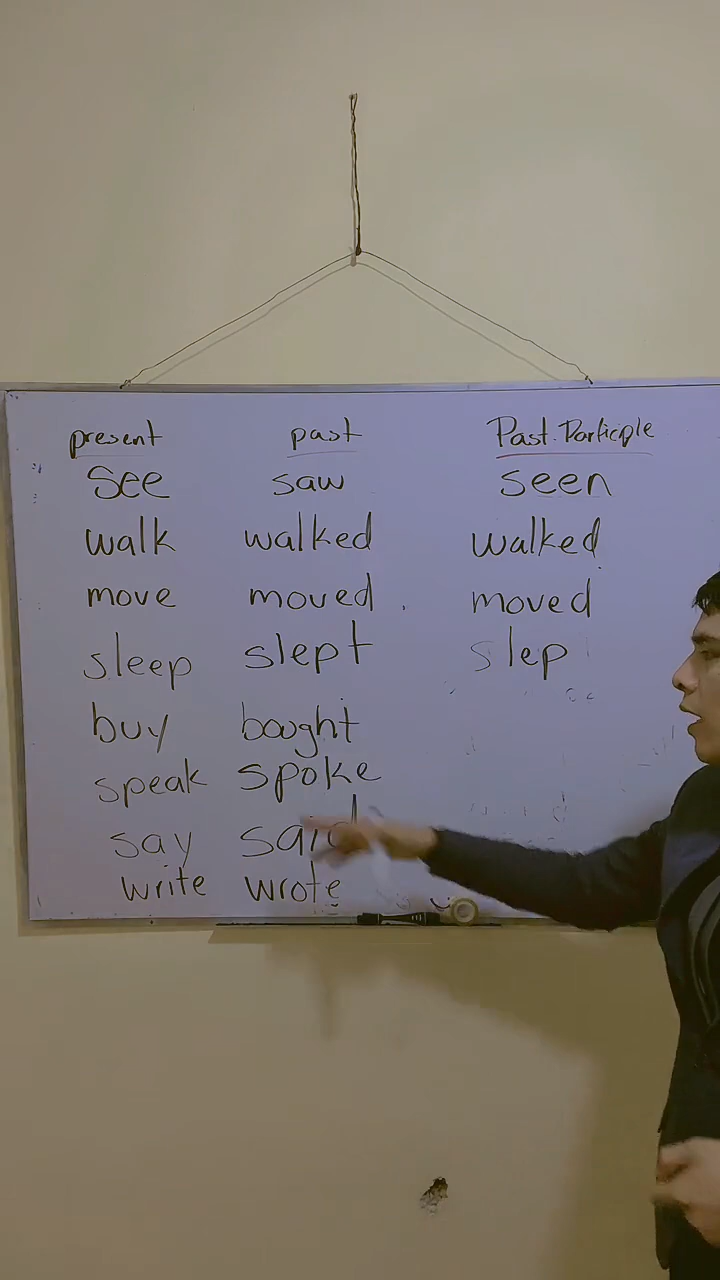 present past Past. Participle
see saw seen
walk walked walked
move moved moved
sleep slept slep
buy bought
speak spoke
say said
write wrote